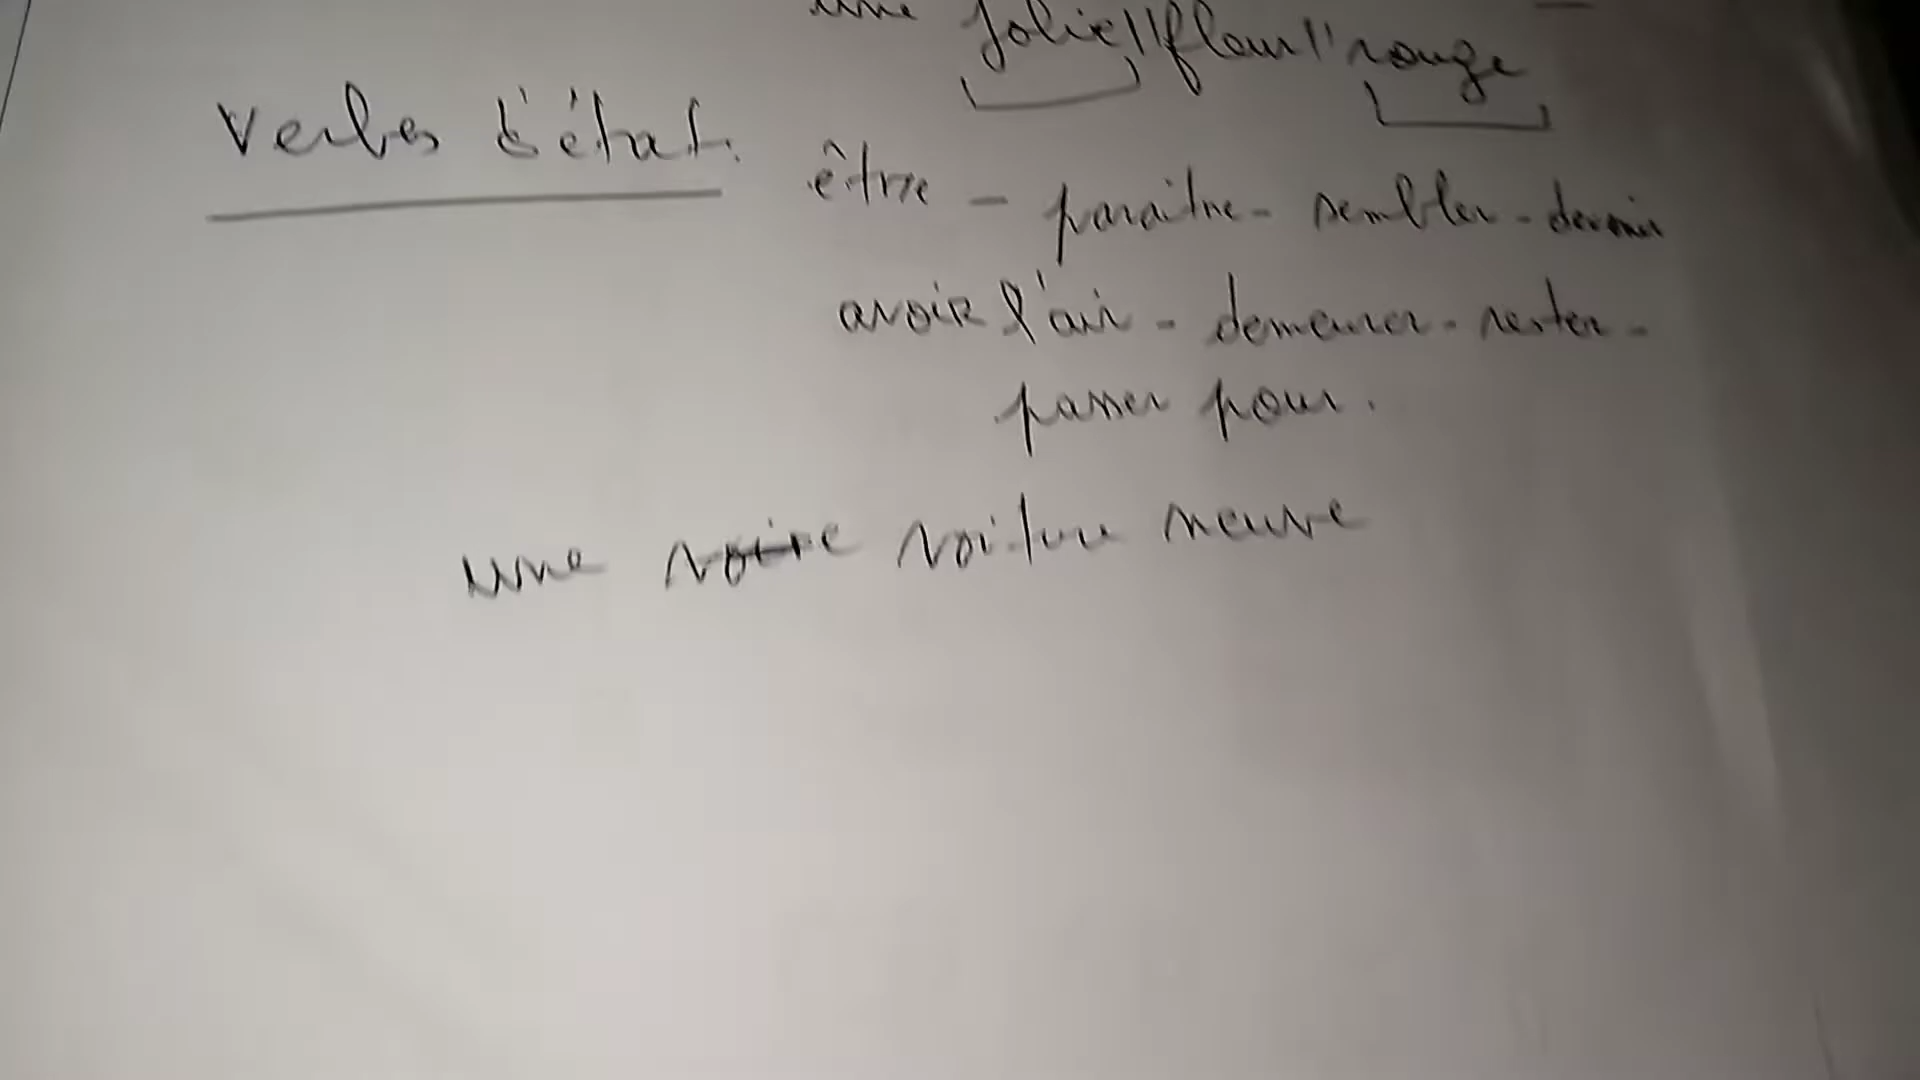 une jolie//fleur//rouge
Verbes d'état. être - paraître - sembler - devenir
avoir l'air - demeurer - rester -
passer pour.
une voiture neuve